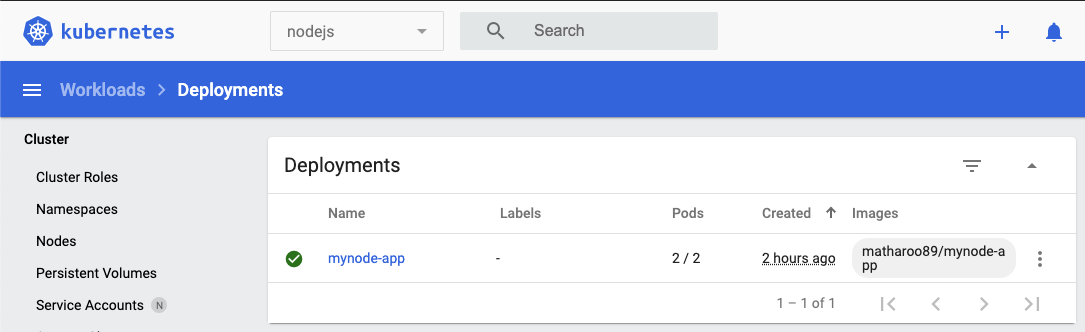 kubernetes
nodejs
Search
Workloads > Deployments
Cluster
Cluster Roles
Namespaces
Nodes
Persistent Volumes
Service Accounts N
Deployments
Name Labels Pods Created Images
mynode-app - 2 / 2 2 hours ago matharoo89/mynode-a
pp
1 – 1 of 1